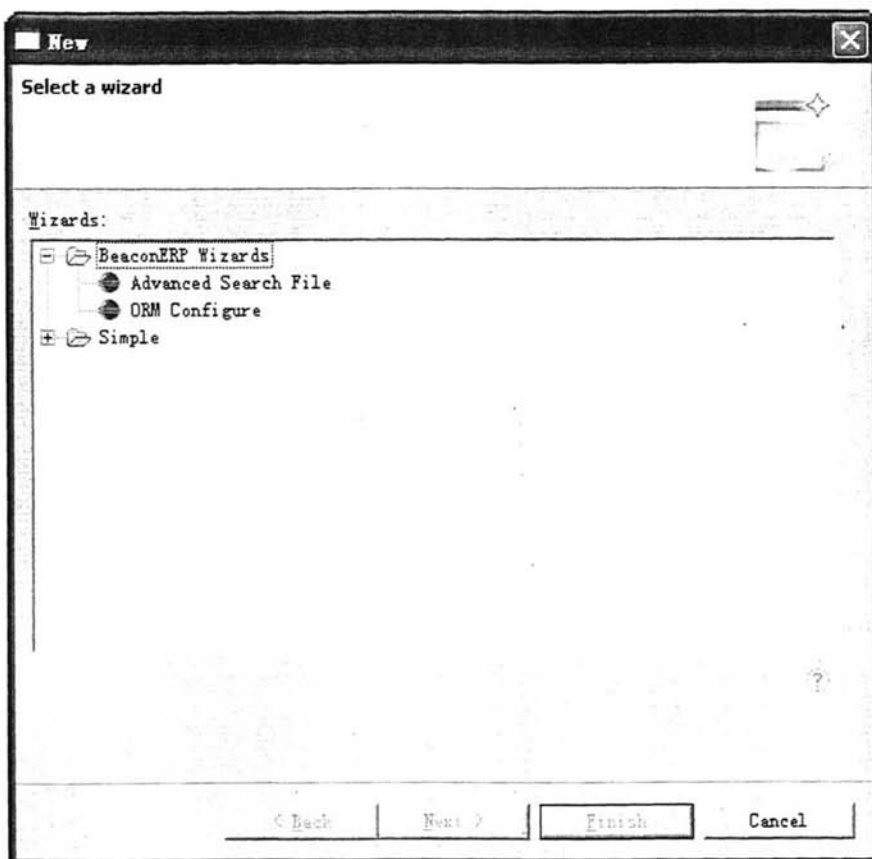 New
Select a wizard
Wizards:
BeaconERP Wizards
Advanced Search File
ORM Configure
Simple
?
< Back
Next >
Finish
Cancel